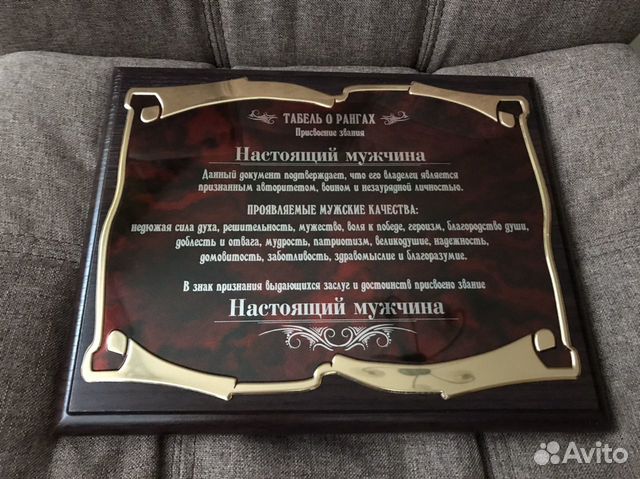 ТАБЕЛЬ О РАНГАХ
Присвоение звания
Настоящий мужчина
Данный документ подтверждает, что его владелец является
признанным авторитетом, воином и незаурядной личностью.
ПРОЯВЛЯЕМЫЕ МУЖСКИЕ КАЧЕСТВА:
недюжая сила духа, решительность, мужество, воля к победе, героизм, благородство души,
доблесть и отвага, мудрость, патриотизм, великодушие, надежность,
домовитость, заботливость, здравомыслие и благоразумие.
В знак признания выдающихся заслуг и достоинств присвоено звание
Настоящий мужчина
Avito